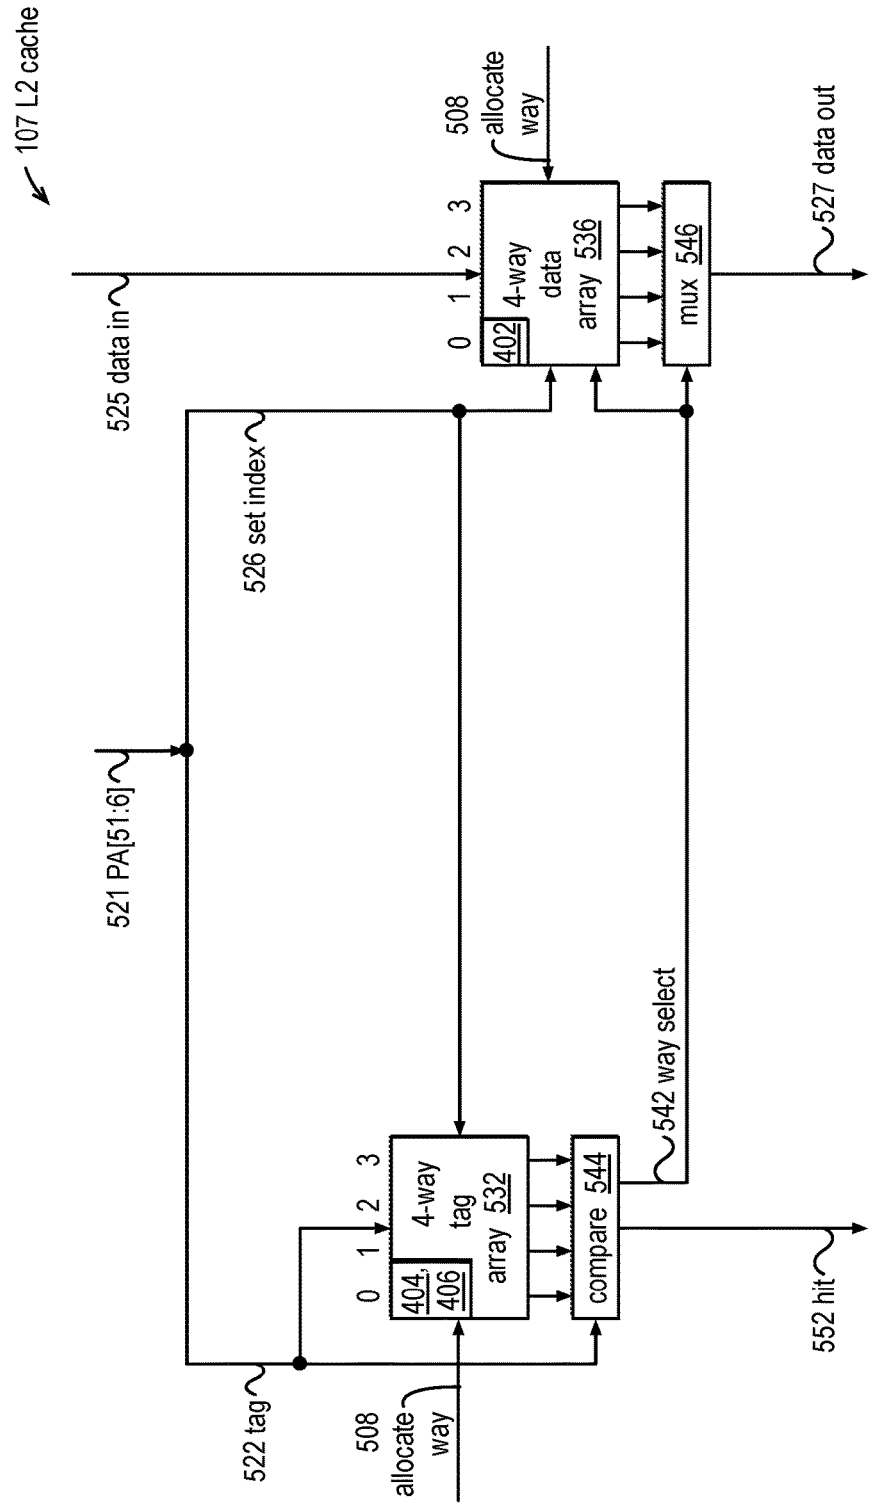 107 L2 cache
525 data in
521 PA[51:6]
526 set index
522 tag
508
allocate
way
0 1 2 3
404,
406
4-way
tag
array 532
compare 544
542 way select
552 hit
0 1 2 3
402
4-way
data
array 536
508
allocate
way
mux 546
527 data out